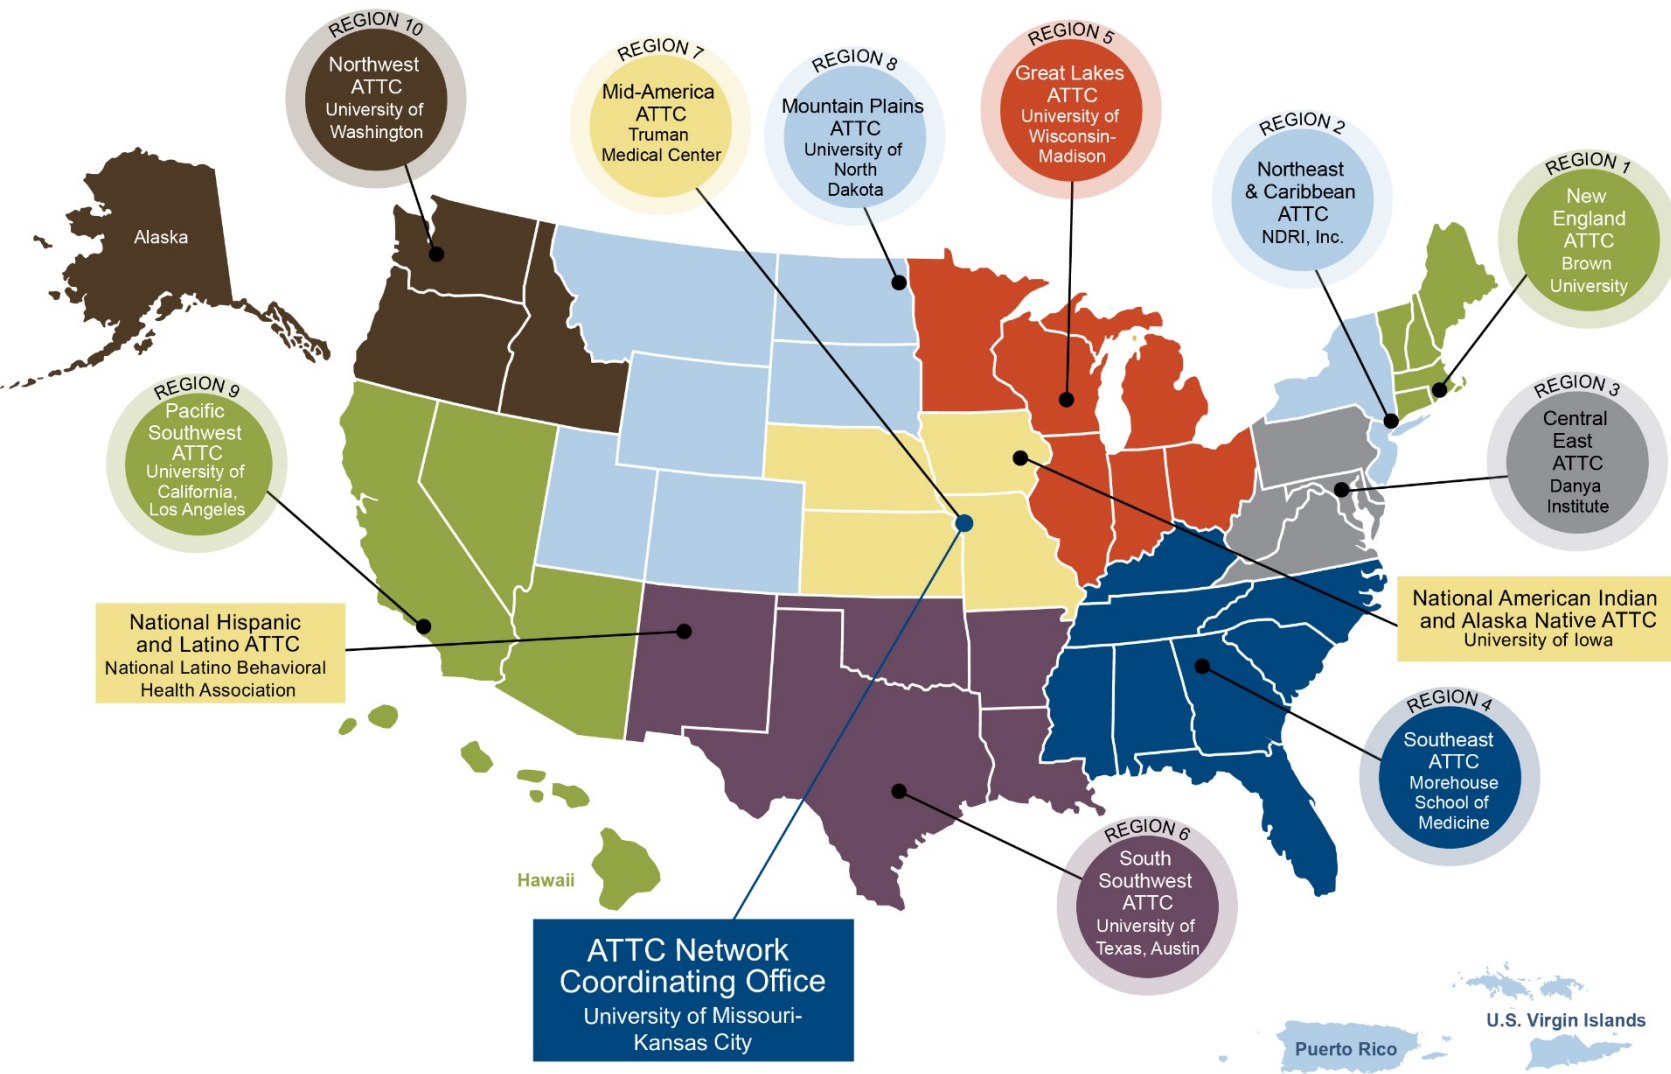 REGION 10
Northwest
ATTC
University of
Washington
REGION 7
Mid-America
ATTC
Truman
Medical Center
REGION 8
Mountain Plains
ATTC
University of
North
Dakota
REGION 5
Great Lakes
ATTC
University of
Wisconsin-
Madison
REGION 2
Northeast
& Caribbean
ATTC
NDRI, Inc.
REGION 1
New
England
ATTC
Brown
University
Alaska
REGION 9
Pacific
Southwest
ATTC
University of
California,
Los Angeles
REGION 3
Central
East
ATTC
Danya
Institute
National Hispanic
and Latino ATTC
National Latino Behavioral
Health Association
National American Indian
and Alaska Native ATTC
University of Iowa
REGION 4
Southeast
ATTC
Morehouse
School of
Medicine
REGION 6
South
Southwest
ATTC
University of
Texas, Austin
Hawaii
ATTC Network
Coordinating Office
University of Missouri-
Kansas City
U.S. Virgin Islands
Puerto Rico